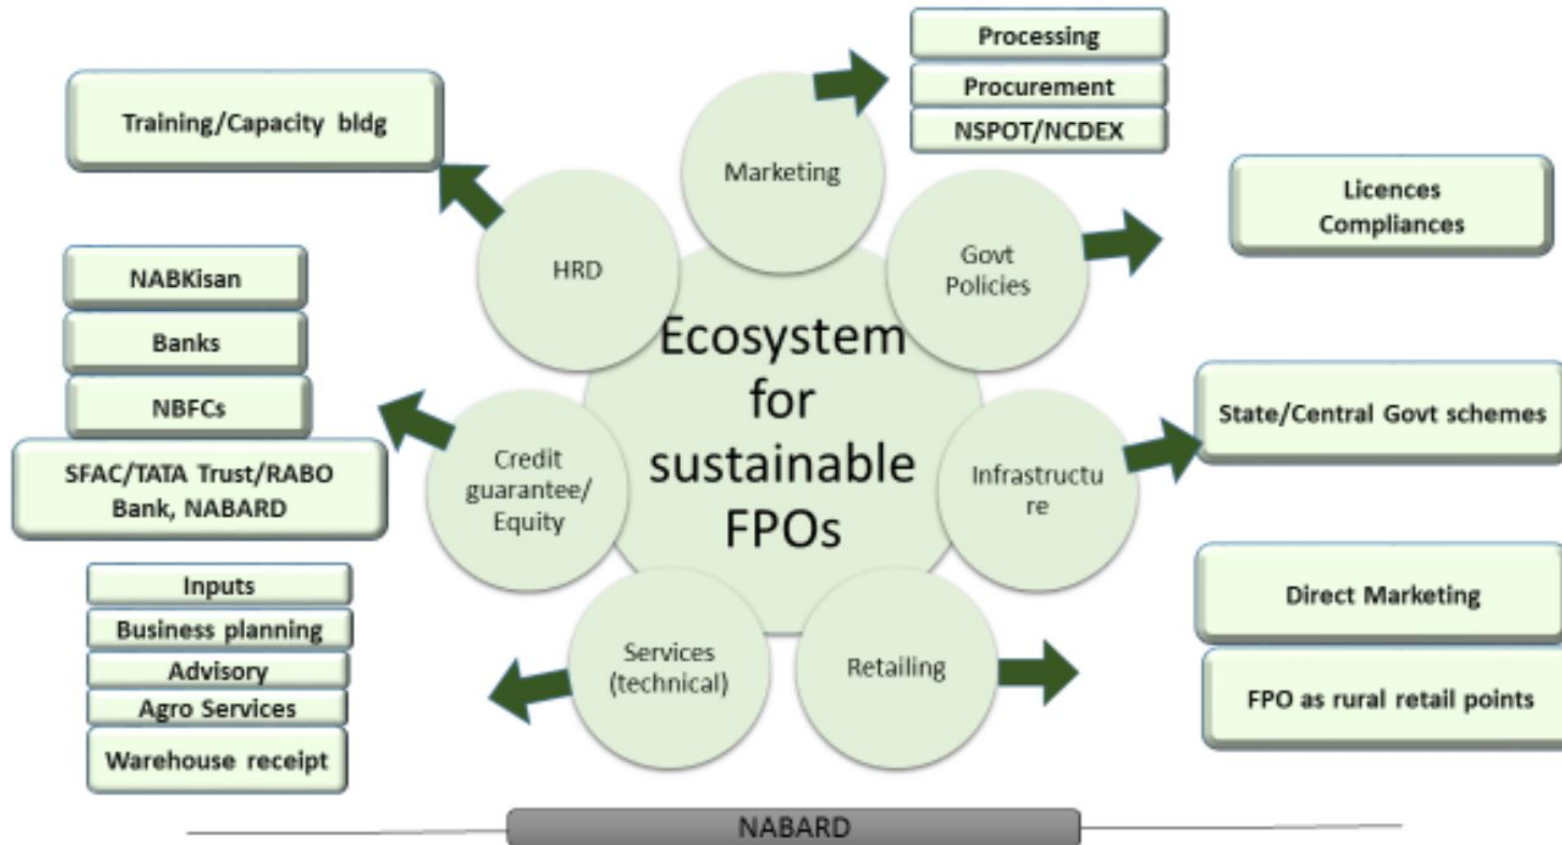 Processing
Procurement
NSPOT/NCDEX
Training/Capacity bldg
Marketing
Licences
Compliances
HRD
Govt
Policies
NABKisan
Banks
NBFCs
SFAC/TATA Trust/RABO
Bank, NABARD
Ecosystem
for
sustainable
FPOs
State/Central Govt schemes
Credit
guarantee/
Equity
Infrastructu
re
Inputs
Business planning
Advisory
Agro Services
Warehouse receipt
Services
(technical)
Retailing
Direct Marketing
FPO as rural retail points
NABARD